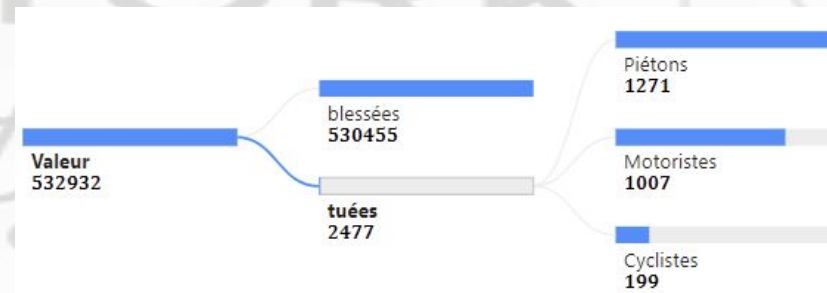 Valeur
532932
blessées
530455
tuées
2477
Piétons
1271
Motoristes
1007
Cyclistes
199